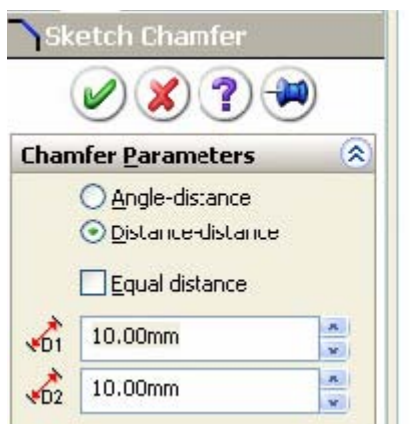 Sketch Chamfer
?
Chamfer Parameters
Angle-distance
Distance-distance
Equal distance
D1 10.00mm
D2 10.00mm